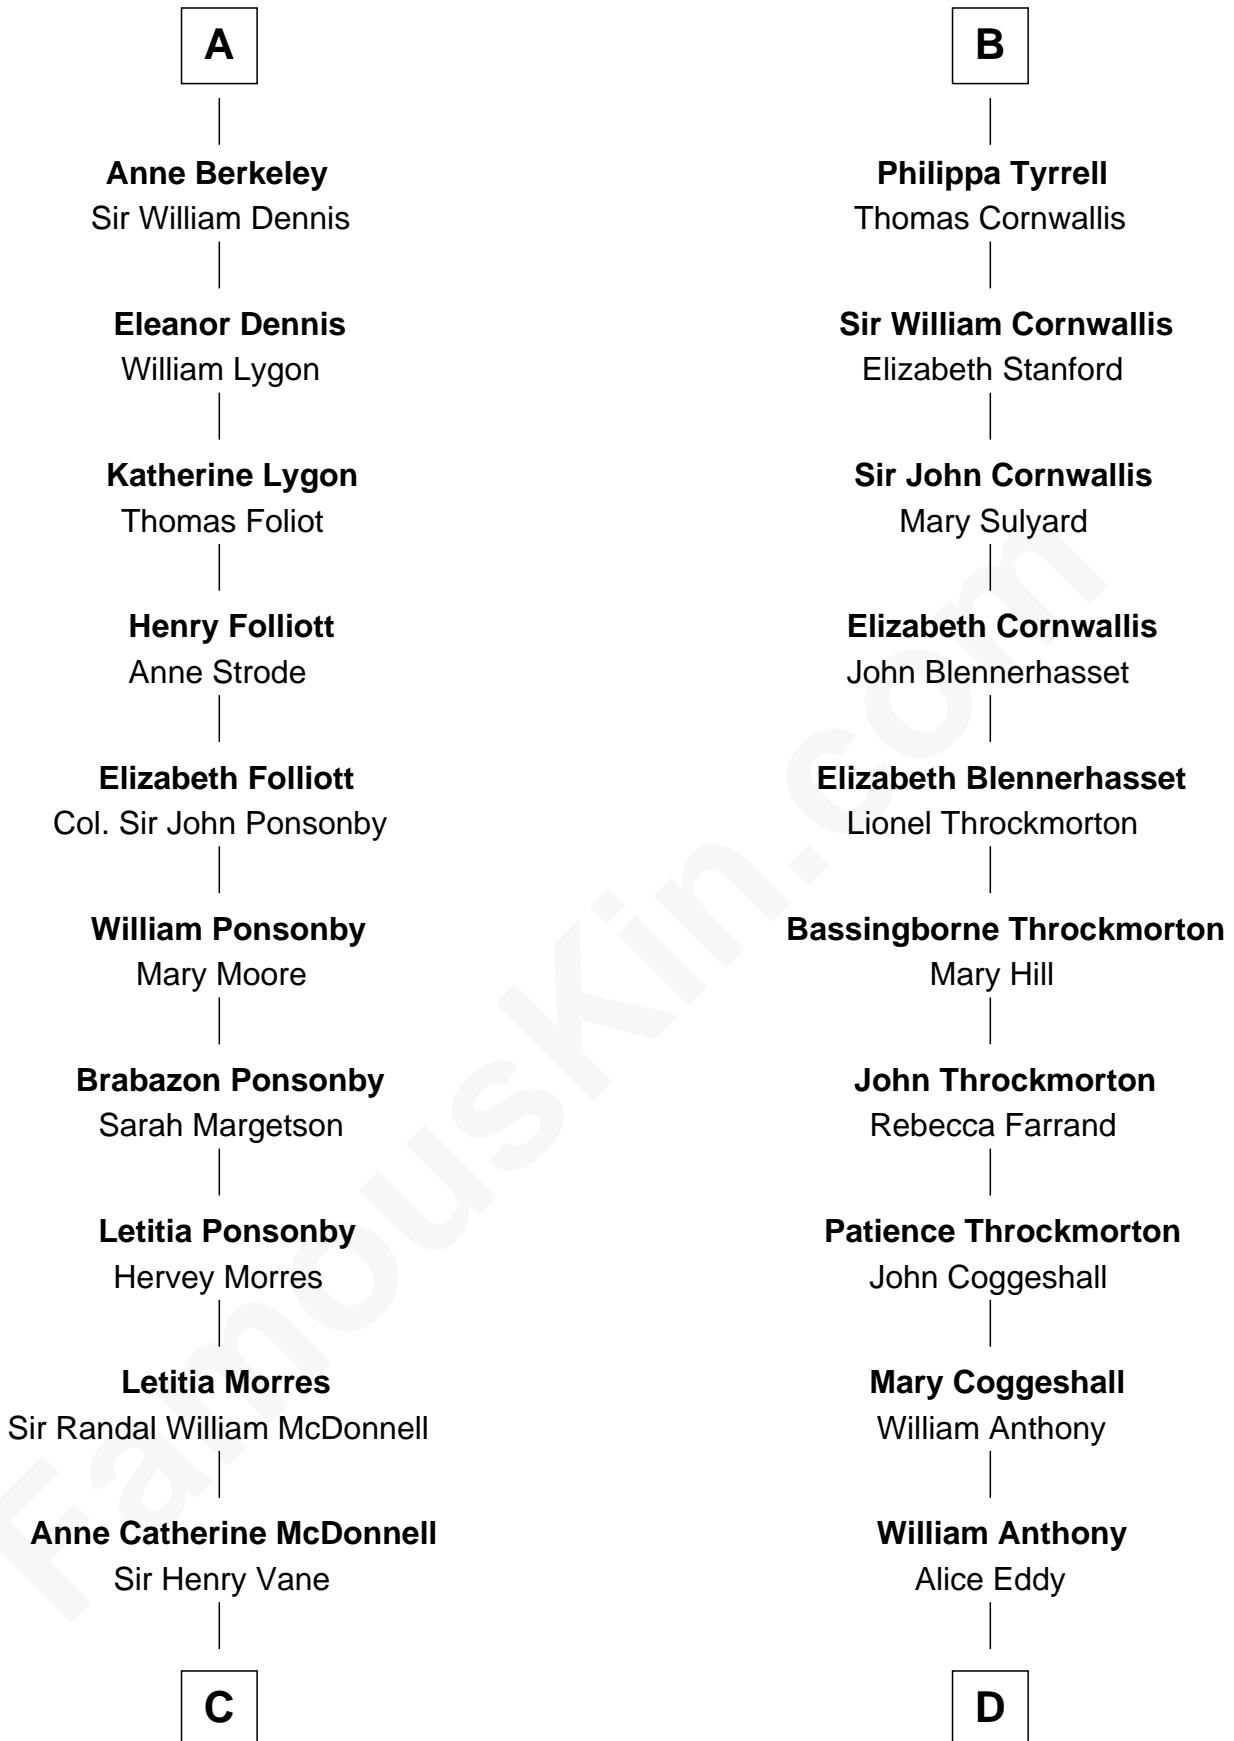 A
Anne Berkeley
Sir William Dennis
Eleanor Dennis
William Lygon
Katherine Lygon
Thomas Foliot
Henry Folliott
Anne Strode
Elizabeth Folliott
Col. Sir John Ponsonby
William Ponsonby
Mary Moore
Brabazon Ponsonby
Sarah Margetson
Letitia Ponsonby
Hervey Morres
Letitia Morres
Sir Randal William McDonnell
Anne Catherine McDonnell
Sir Henry Vane
C
B
Philippa Tyrrell
Thomas Cornwallis
Sir William Cornwallis
Elizabeth Stanford
Sir John Cornwallis
Mary Sulyard
Elizabeth Cornwallis
John Blennerhasset
Elizabeth Blennerhasset
Lionel Throckmorton
Bassingborne Throckmorton
Mary Hill
John Throckmorton
Rebecca Farrand
Patience Throckmorton
John Coggeshall
Mary Coggeshall
William Anthony
William Anthony
Alice Eddy
D
FamousKin.com